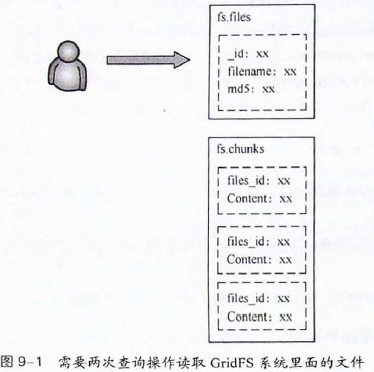 fs.files
_id: xx
filename: xx
md5: xx
fs.chunks
files_id: xx
Content: xx
files_id: xx
Content: xx
files_id: xx
Content: xx
图 9-1 需要两次查询操作读取 GridFS 系统里面的文件